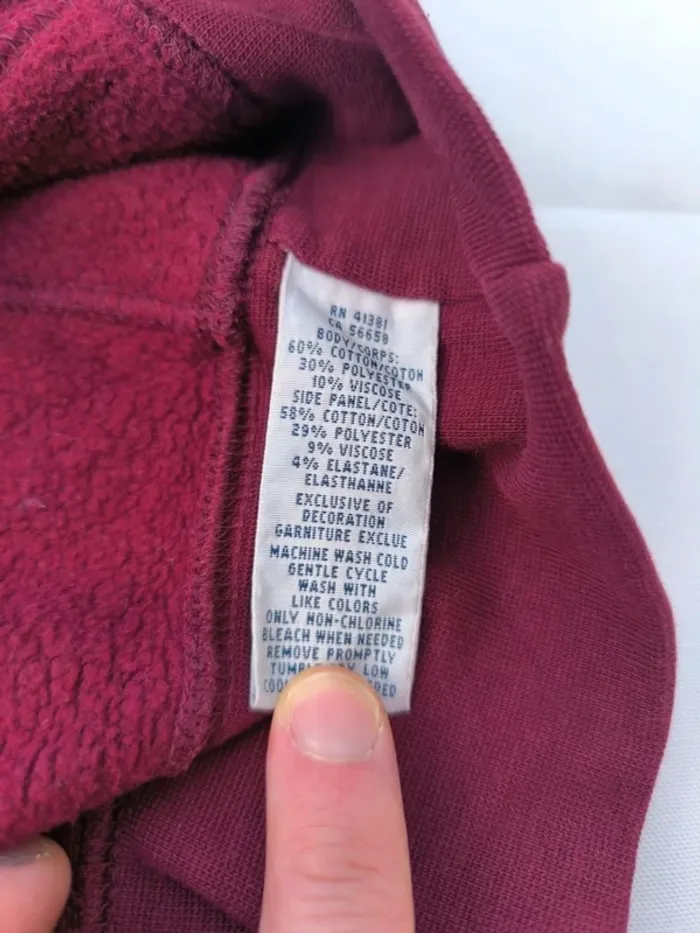 RN 41381
CA 56658
BODY/CORPS:
60% COTTON/COTON
30% POLYESTER
10% VISCOSE
SIDE PANEL/COTE:
58% COTTON/COTON
29% POLYESTER
9% VISCOSE
4% ELASTANE/
ELASTHANNE
EXCLUSIVE OF
DECORATION
GARNITURE EXCLUE
MACHINE WASH COLD
GENTLE CYCLE
WASH WITH
LIKE COLORS
ONLY NON-CHLORINE
BLEACH WHEN NEEDED
REMOVE PROMPTLY
LOW